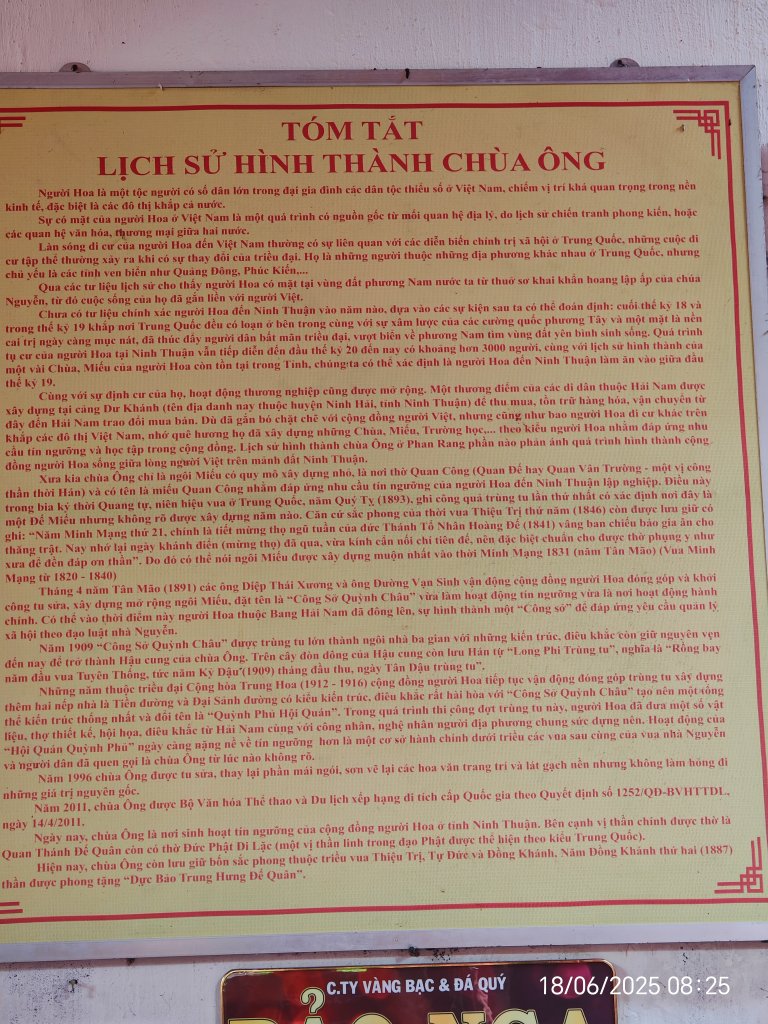 TÓM TẮT
LỊCH SỬ HÌNH THÀNH CHÙA ÔNG
Người Hoa là một tộc người có số dân lớn trong đại gia đình các dân tộc thiểu số ở Việt Nam, chiếm vị trí khá quan trọng trong nền
kinh tế, đặc biệt là các đô thị khắp cả nước.
Sự có mặt của người Hoa ở Việt Nam là một quá trình có nguồn gốc từ mối quan hệ địa lý, do lịch sử chiến tranh phong kiến, hoặc
các quan hệ văn hóa, thương mại giữa hai nước.
Làn sóng di cư của người Hoa đến Việt Nam thường có sự liên quan với các diễn biến chính trị xã hội ở Trung Quốc, những cuộc di
cư tập thể thường xảy ra khi có sự thay đổi của triều đại. Họ là những người thuộc những địa phương khác nhau ở Trung Quốc, nhưng
chủ yếu là các tỉnh ven biển như Quảng Đông, Phúc Kiến,...
Qua các tư liệu lịch sử cho thấy người Hoa có mặt tại vùng đất phương Nam nước ta từ thuở sơ khai khẩn hoang lập ấp của chúa
Nguyễn, từ đó cuộc sống của họ đã gắn liền với người Việt.
Chưa có tư liệu chính xác người Hoa đến Ninh Thuận vào năm nào, dựa vào các sự kiện sau ta có thể đoán định: cuối thế kỷ 18 và
trong thế kỷ 19 khắp nơi Trung Quốc đều có loạn ở bên trong cùng với sự xâm lược của các cường quốc phương Tây và một mặt là nền
cai trị ngày càng mục nát, đã thúc đẩy người dân bất mãn triều đại, vượt biên về phương Nam tìm vùng đất yên bình sinh sống. Quá trình
tụ cư của người Hoa tại Ninh Thuận vẫn tiếp diễn đến đầu thế kỷ 20 đến nay có khoảng hơn 3000 người, cùng với lịch sử hình thành của
một vài Chùa, Miếu của người Hoa còn tồn tại trong Tỉnh, chúng ta có thể xác định là người Hoa đến Ninh Thuận làm ăn vào giữa đầu
thế kỷ 19.
Cùng với sự định cư của họ, hoạt động thương nghiệp cũng được mở rộng. Một thương điếm của các di dân thuộc Hải Nam được
xây dựng tại cảng Dư Khánh (tên địa danh nay thuộc huyện Ninh Hải, tỉnh Ninh Thuận) để thu mua, tồn trữ hàng hóa, vận chuyển từ
đây đến Hải Nam trao đổi mua bán. Dù đã gắn bó chặt chẽ với cộng đồng người Việt, nhưng cũng như bao người Hoa di cư khác trên
khắp các đô thị Việt Nam, nhớ quê hương họ đã xây dựng những Chùa, Miếu, Trường học,... theo kiểu người Hoa nhằm đáp ứng nhu
cầu tín ngưỡng và học tập trong cộng đồng. Lịch sử hình thành chùa Ông ở Phan Rang phần nào phản ánh quá trình hình thành cộng
đồng người Hoa sống giữa lòng người Việt trên mảnh đất Ninh Thuận.
Xưa kia chùa Ông chỉ là ngôi Miếu có quy mô xây dựng nhỏ, là nơi thờ Quan Công (Quan Đế hay Quan Vân Trường - một vị công
thần thời Hán) và có tên là miếu Quan Công nhằm đáp ứng nhu cầu tín ngưỡng của người Hoa đến Ninh Thuận lập nghiệp. Điều này
trong bia ký thời Quang tự, niên hiệu vua ở Trung Quốc, năm Quý Tỵ (1893), ghi công quả trùng tu lần thứ nhất có xác định nơi đây là
một Đế Miếu nhưng không rõ được xây dựng năm nào. Căn cứ sắc phong của thời vua Thiệu Trị thứ năm (1846) còn được lưu giữ có
ghi: "Năm Minh Mạng thứ 21, chính là tiết mừng thọ ngũ tuần của đức Thánh Tổ Nhân Hoàng Đế (1841) vâng ban chiếu báo gia ân cho
thăng trật. Nay nhớ lại ngày khánh điển (mừng thọ) đã qua, vừa kính cẩn nối chí tiên đế, nên đặc biệt chuẩn cho được thờ phụng y như
xưa để đền đáp ơn thần". Do đó có thể nói ngôi Miếu được xây dựng muộn nhất vào thời Minh Mạng 1831 (năm Tân Mão) (Vua Minh
Mạng từ 1820 - 1840)
Tháng 4 năm Tân Mão (1891) các ông Diệp Thái Xương và ông Đường Vạn Sinh vận động cộng đồng người Hoa đóng góp và khởi
công tu sửa, xây dựng mở rộng ngôi Miếu, đặt tên là "Công Sở Quỳnh Châu" vừa làm hoạt động tín ngưỡng vừa là nơi hoạt động hành
chính. Có thể vào thời điểm này người Hoa thuộc Bang Hải Nam đã đông lên, sự hình thành một "Công sở" để đáp ứng yêu cầu quản lý
xã hội theo đạo luật nhà Nguyễn.
Năm 1909 "Công Sở Quỳnh Châu" được trùng tu lớn thành ngôi nhà ba gian với những kiến trúc, điêu khắc còn giữ nguyên vẹn
đến nay để trở thành Hậu cung của chùa Ông. Trên cây đòn dông của Hậu cung còn lưu Hán tự "Long Phi Trùng tu", nghĩa là "Rồng bay
năm đầu vua Tuyên Thống, tức năm Kỷ Dậu (1909) tháng đầu thu, ngày Tân Dậu trùng tu".
Những năm thuộc triều đại Cộng hòa Trung Hoa (1912 - 1916) cộng đồng người Hoa tiếp tục vận động đóng góp trùng tu xây dựng
thêm hai nếp nhà là Tiền đường và Đại Sảnh đường có kiểu kiến trúc, điêu khắc rất hài hòa với "Công Sở Quỳnh Châu" tạo nên một tổng
thể kiến trúc thống nhất và đổi tên là "Quỳnh Phủ Hội Quán". Trong quá trình thi công đợt trùng tu này, người Hoa đã đưa một số vật
liệu, thợ thiết kế, hội họa, điêu khắc từ Hải Nam cùng với công nhân, nghệ nhân người địa phương chung sức dựng nên. Hoạt động của
"Hội Quán Quỳnh Phủ" ngày càng nặng nề về tín ngưỡng hơn là một cơ sở hành chính dưới triều các vua sau cùng của vua nhà Nguyễn
và người dân đã quen gọi là chùa Ông từ lúc nào không rõ.
Năm 1996 chùa Ông được tu sửa, thay lại phần mái ngói, sơn vẽ lại các hoa văn trang trí và lát gạch nền nhưng không làm hỏng đi
những giá trị nguyên gốc.
Năm 2011, chùa Ông được Bộ Văn hóa Thể thao và Du lịch xếp hạng di tích cấp Quốc gia theo Quyết định số 1252/QĐ-BVHTTDL,
ngày 14/4/2011.
Ngày nay, chùa Ông là nơi sinh hoạt tín ngưỡng của cộng đồng người Hoa ở tỉnh Ninh Thuận. Bên cạnh vị thần chính được thờ là
Quan Thánh Đế Quân còn có thờ Đức Phật Di Lặc (một vị thần linh trong đạo Phật được thể hiện theo kiểu Trung Quốc).
Hiện nay, chùa Ông còn lưu giữ bốn sắc phong thuộc triều vua Thiệu Trị, Tự Đức và Đồng Khánh, Năm Đồng Khánh thứ hai (1887)
thần được phong tặng "Dực Bảo Trung Hưng Đế Quân".
C.TY VÀNG BẠC & ĐÁ QUÝ
BẢO NGA
18/06/2025 08:25